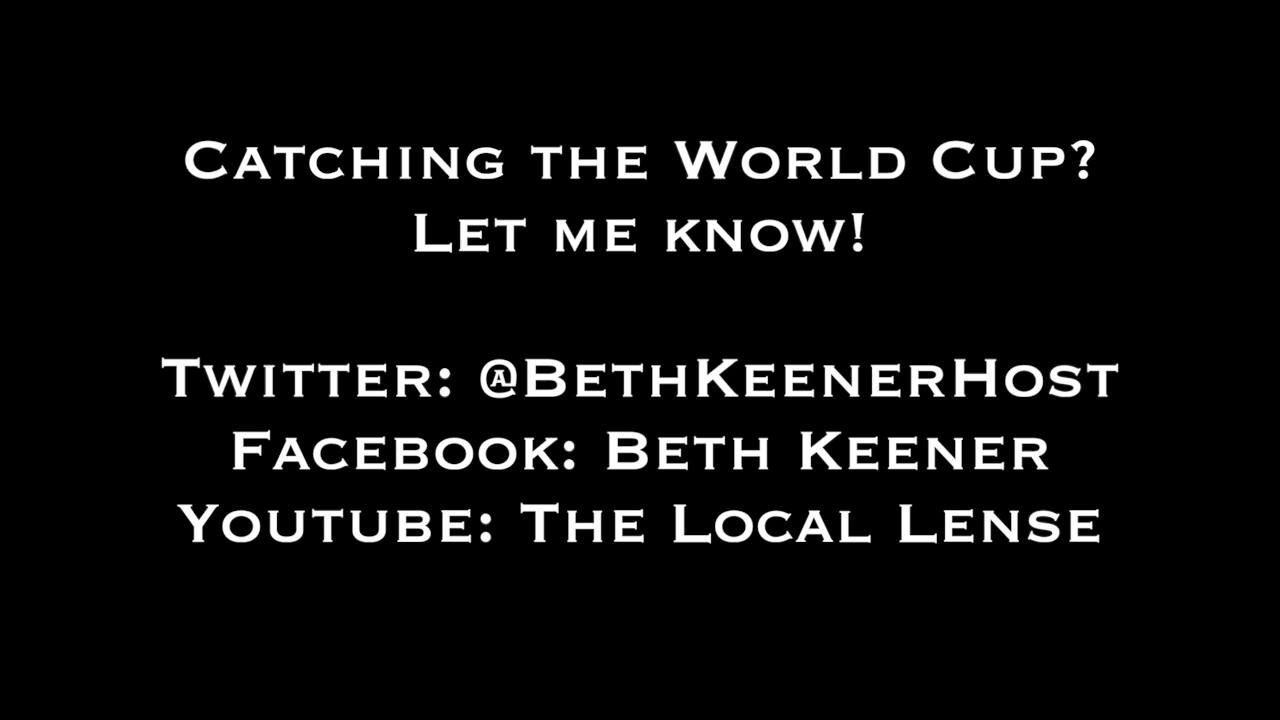 Catching the World Cup?
Let me know!
Twitter: @BethKeenerHost
Facebook: Beth Keener
Youtube: The Local Lense